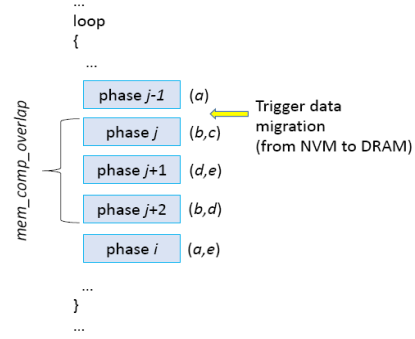 ...
loop
{
...
phase j-1 (a)
Trigger data
migration
(from NVM to DRAM)
phase j (b,c)
mem_comp_overlap
phase j+1 (d,e)
phase j+2 (b,d)
phase i (a,e)
...
}
...